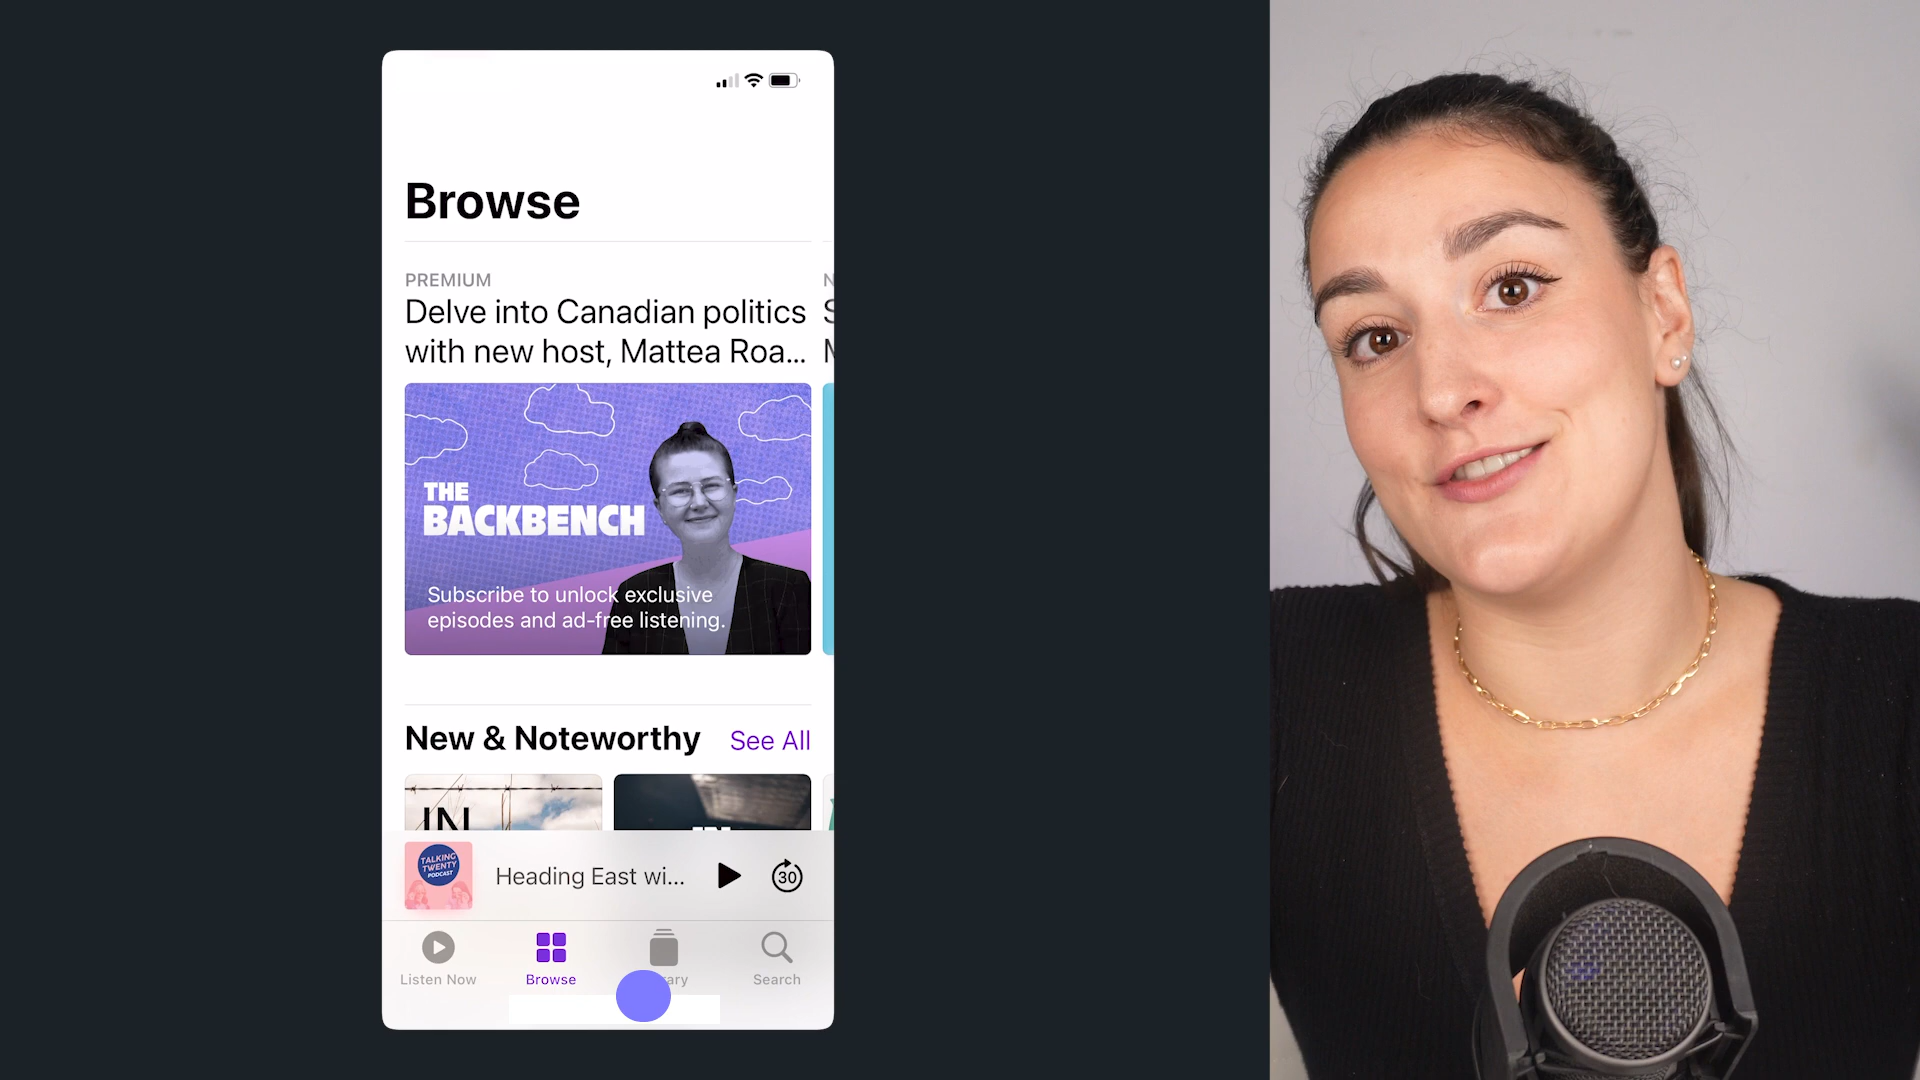 Browse
PREMIUM
Delve into Canadian politics
with new host, Mattea Roa...
THE
BACKBENCH
Subscribe to unlock exclusive
episodes and ad-free listening.
New & Noteworthy
See All
IN
TALKING
TWENTY
PODCAST
Heading East wi...
30
Listen Now
Browse
Search